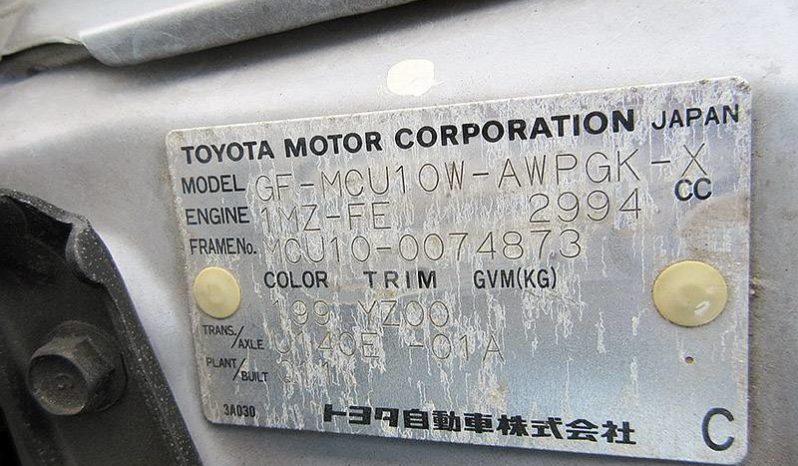 TOYOTA MOTOR CORPORATION JAPAN
MODEL GF-MCU10W-AWPGK-X
ENGINE 1MZ-FE 2994 CC
FRAME No. MCU10-0074873
COLOR TRIM GVM(KG)
199 YZ00
TRANS./AXLE U140E -01A
PLANT/BUILT
3A030 トヨタ自動車株式会社 C